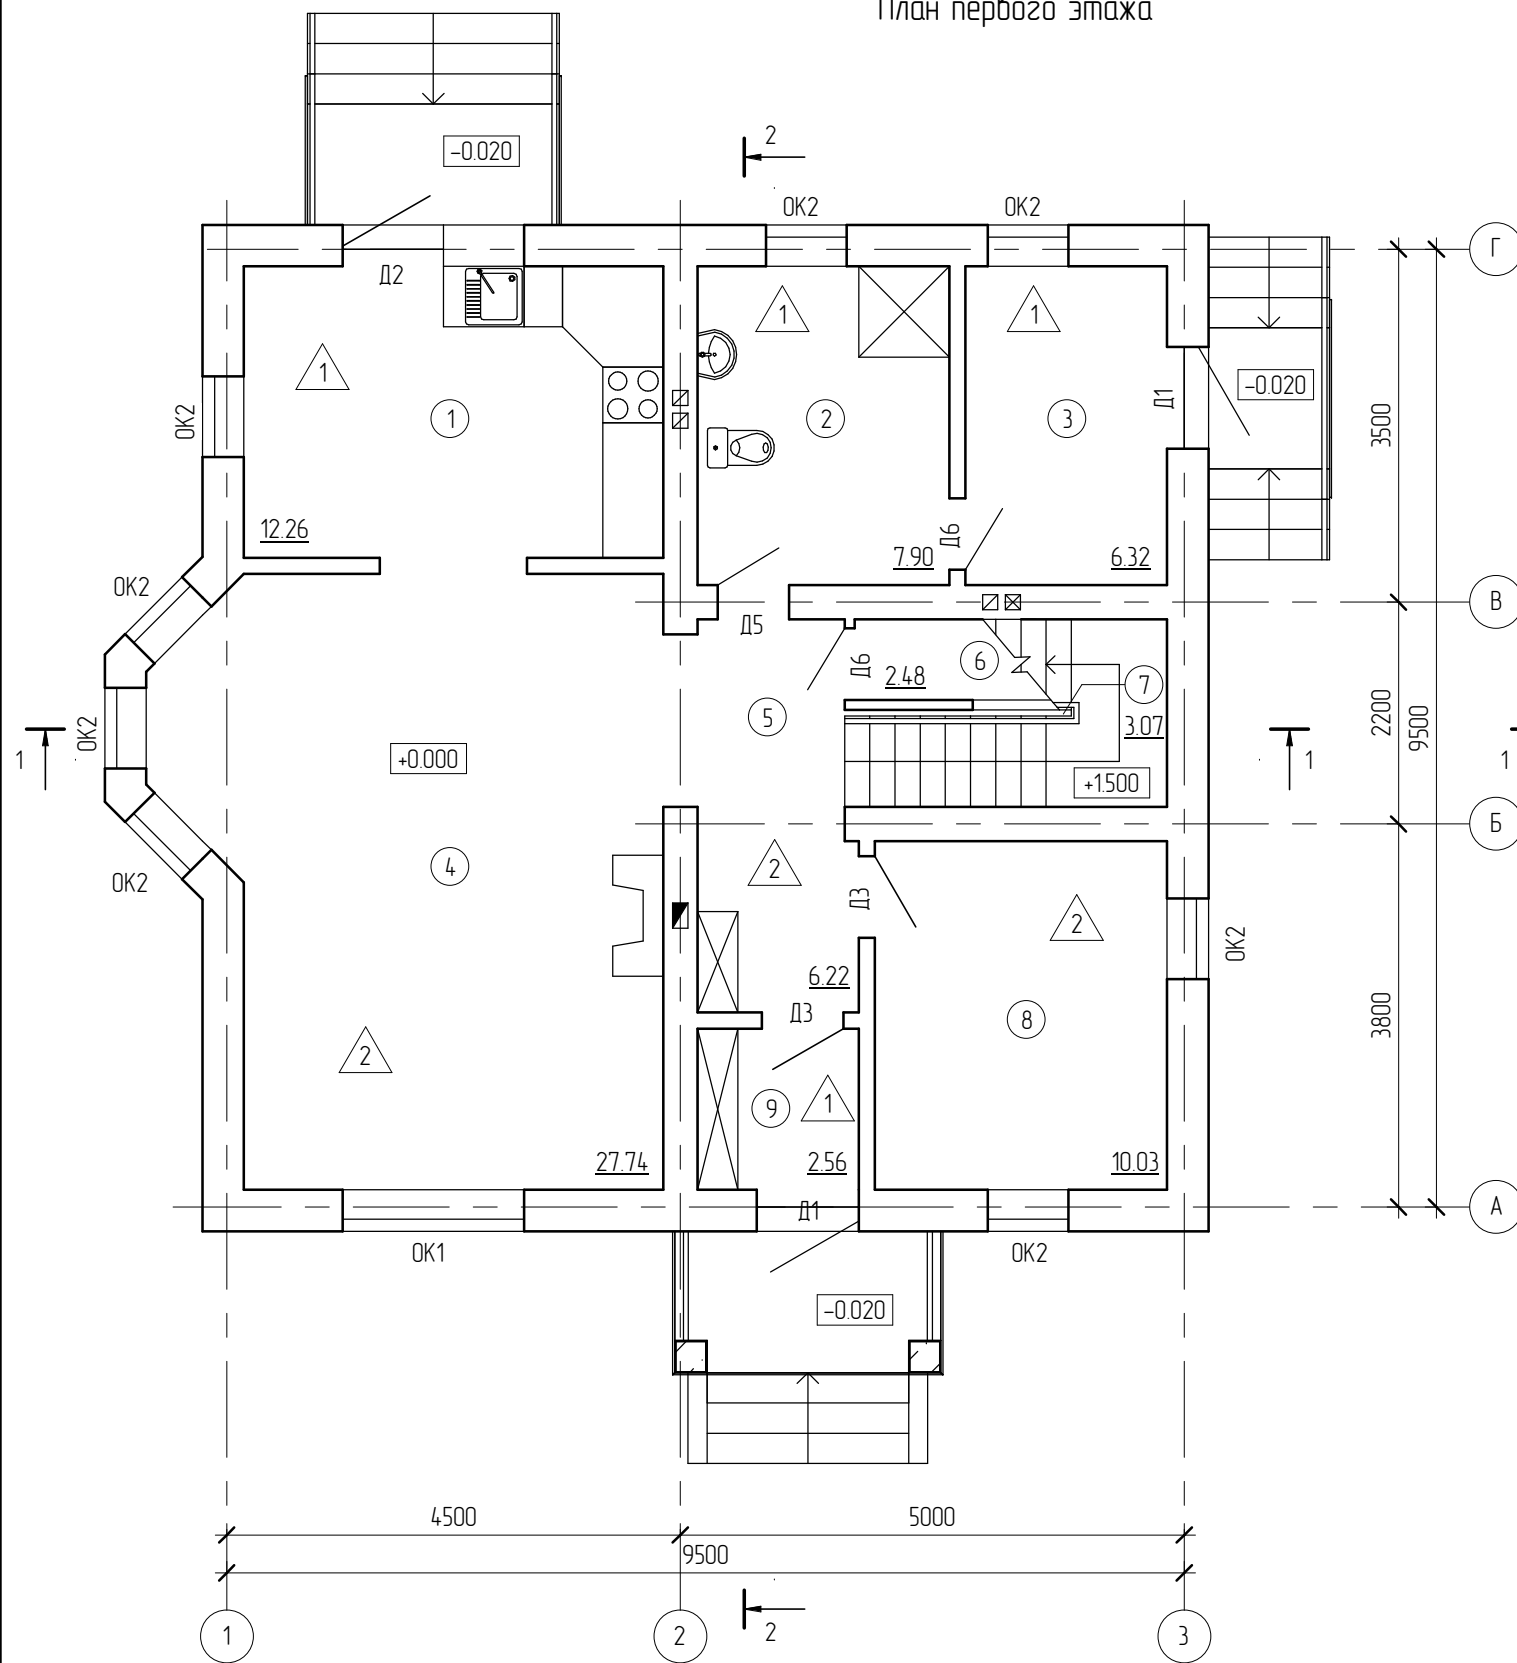 План первого этажа
-0.020
2
ОК2
ОК2
Г
Д2
1
1
1
-0.020
Д1
ОК2
1
2
3
3500
12.26
7.90
Д6
6.32
ОК2
Д5
В
6
Д6
2.48
7
5
3.07
2200
9500
ОК2
1
+0.000
+1.500
1
1
Б
4
2
ОК2
Д3
2
ОК2
6.22
Д3
8
3800
2
9
1
27.74
2.56
10.03
Д1
А
ОК1
ОК2
-0.020
4500
5000
9500
2
1
2
3